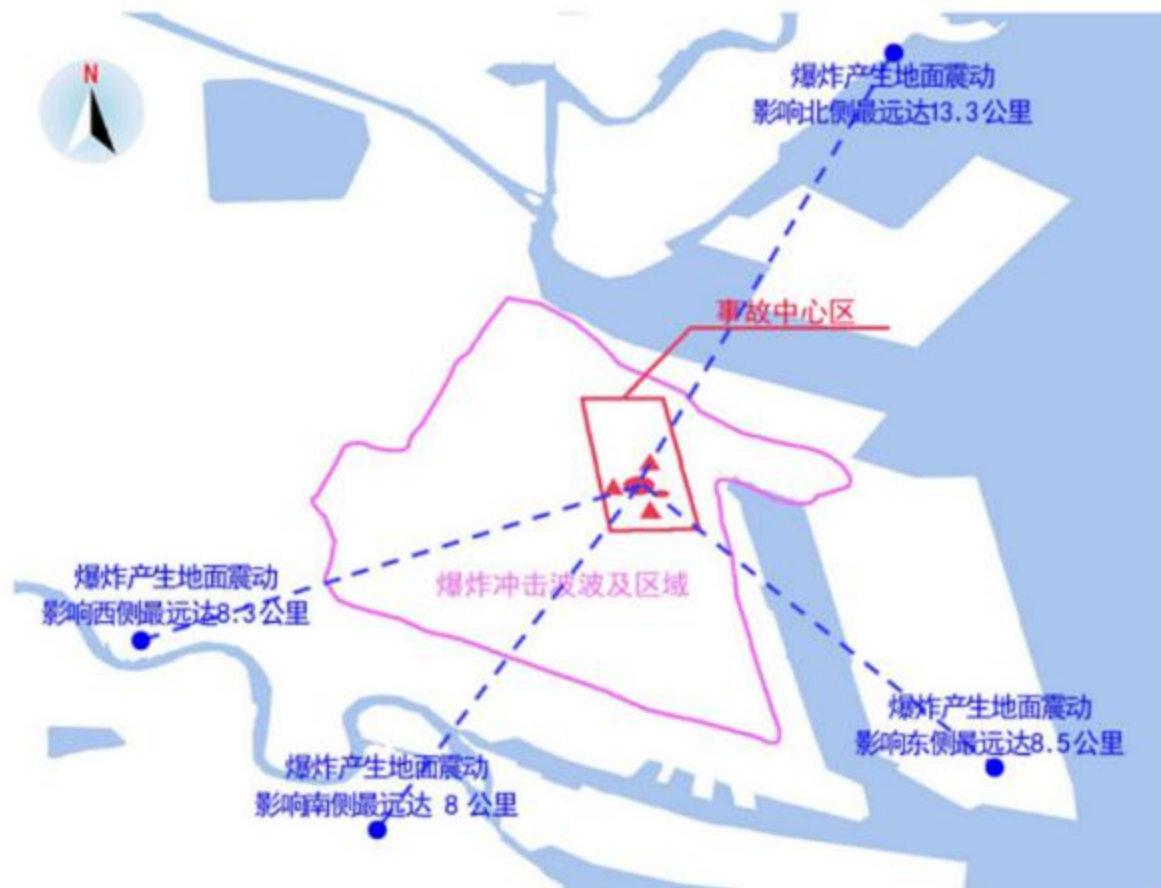 N
爆炸产生地面震动
影响北侧最远达13.3公里
事故中心区
爆炸冲击波波及区域
爆炸产生地面震动
影响西侧最远达8.3公里
爆炸产生地面震动
影响东侧最远达8.5公里
爆炸产生地面震动
影响南侧最远达 8 公里